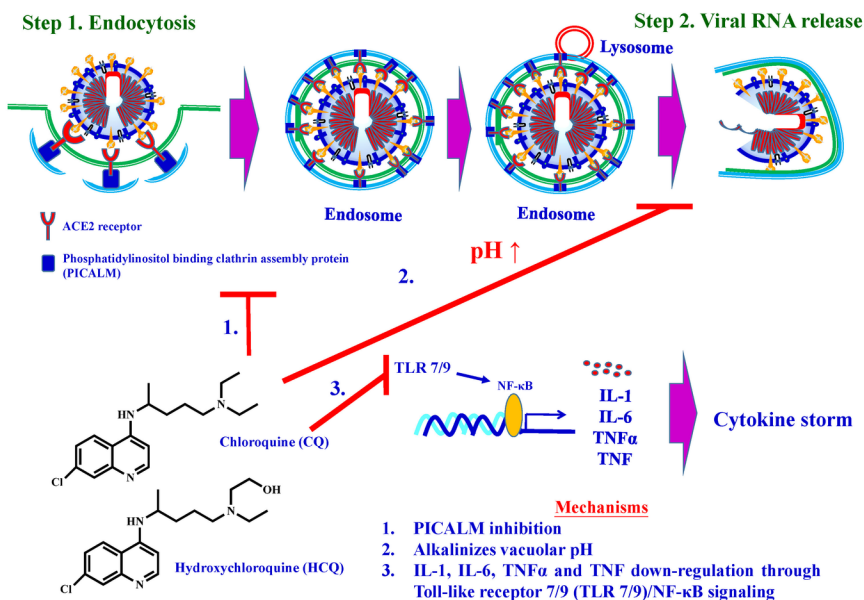 Step 1. Endocytosis
Step 2. Viral RNA release
Lysosome
Endosome
Endosome
ACE2 receptor
Phosphatidylinositol binding clathrin assembly protein
(PICALM)
pH ↑
2.
1.
3.
TLR 7/9
NF-κB
IL-1
IL-6
TNFα
TNF
Cytokine storm
HN
N
Cl
N
Chloroquine (CQ)
OH
HN
N
Cl
N
Hydroxychloroquine (HCQ)
Mechanisms
1. PICALM inhibition
2. Alkalinizes vacuolar pH
3. IL-1, IL-6, TNFα and TNF down-regulation through
Toll-like receptor 7/9 (TLR 7/9)/NF-κB signaling